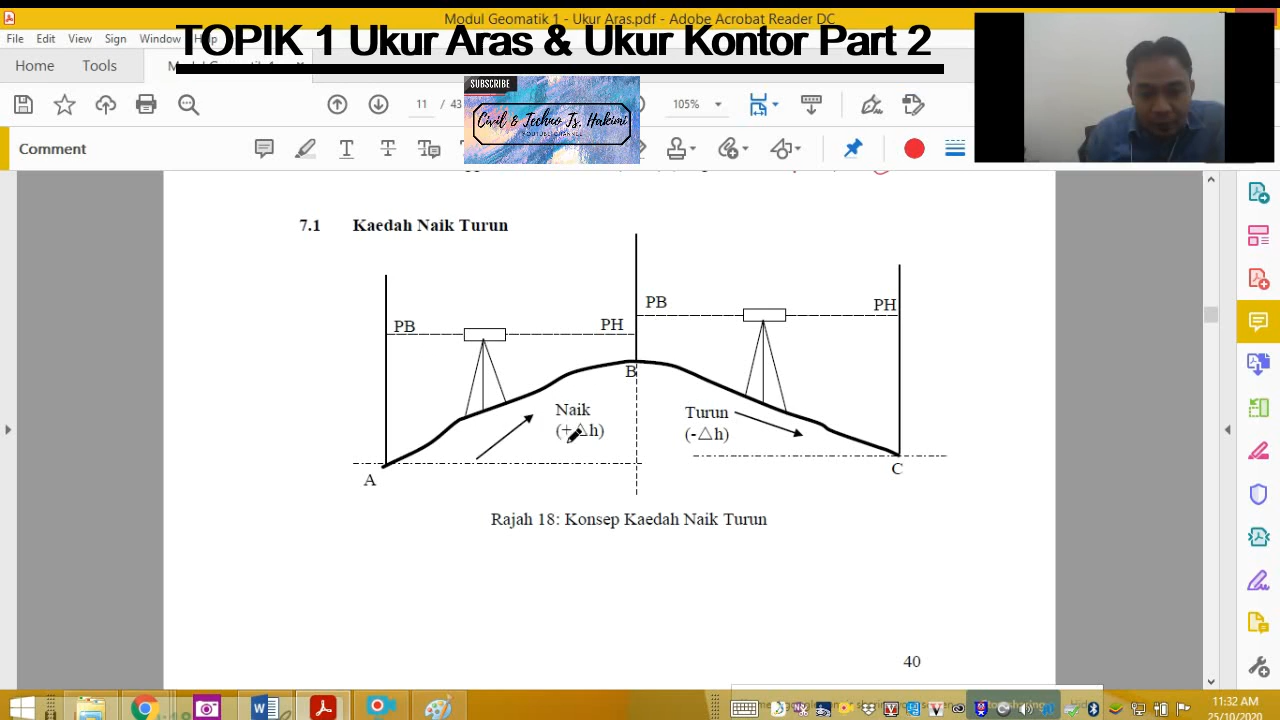 Modul Geomatik 1 - Ukur Aras.pdf - Adobe Acrobat Reader DC
TOPIK 1 Ukur Aras & Ukur Kontor Part 2
File Edit View Sign Window
Home Tools
SUBSCRIBE
Civil & Techno Ts. Hakimi
YOUTUBE CHANNEL
11 / 43
105%
Comment
7.1 Kaedah Naik Turun
PB PH
PB PH
B
Naik
(+△h)
Turun
(-△h)
A
C
Rajah 18: Konsep Kaedah Naik Turun
40
11:32 AM
25/10/2020